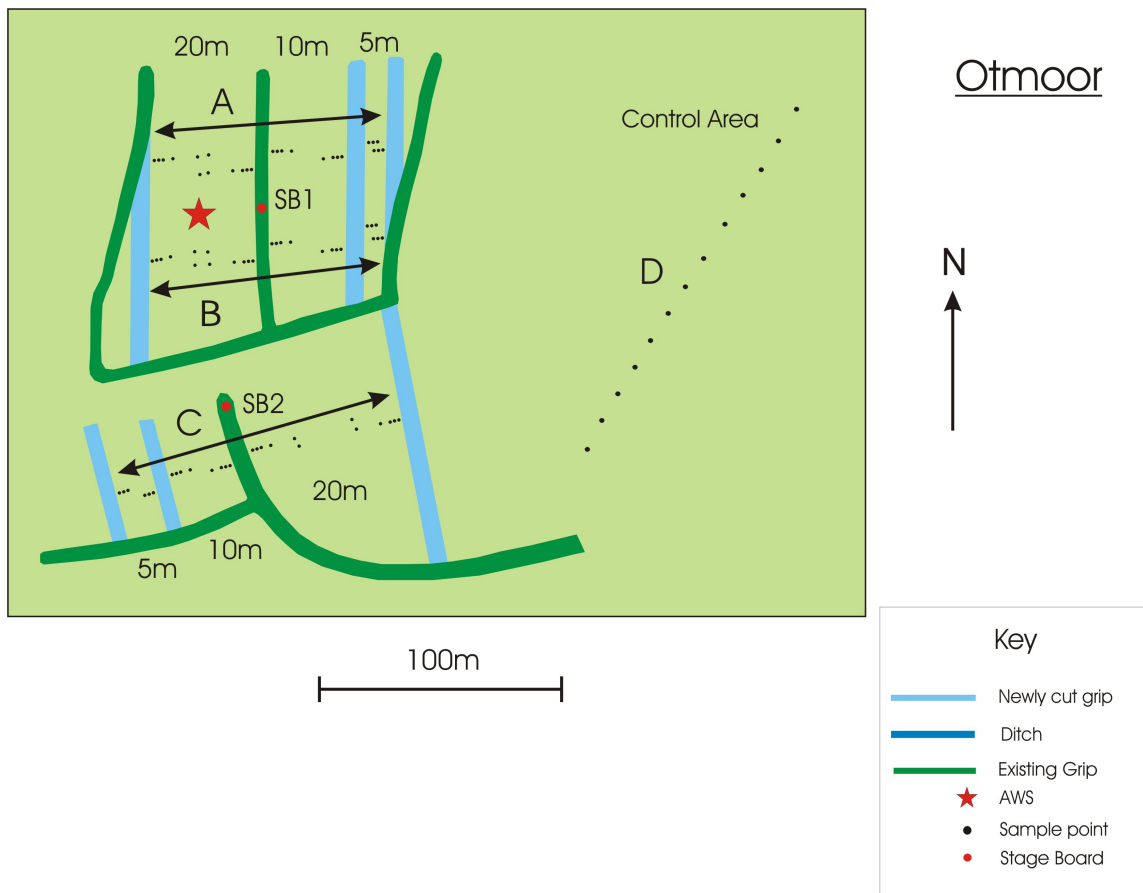 20m
10m
5m
Otmoor
A
Control Area
SB1
D
N
B
SB2
C
20m
10m
5m
100m
Key
Newly cut grip
Ditch
Existing Grip
AWS
Sample point
Stage Board